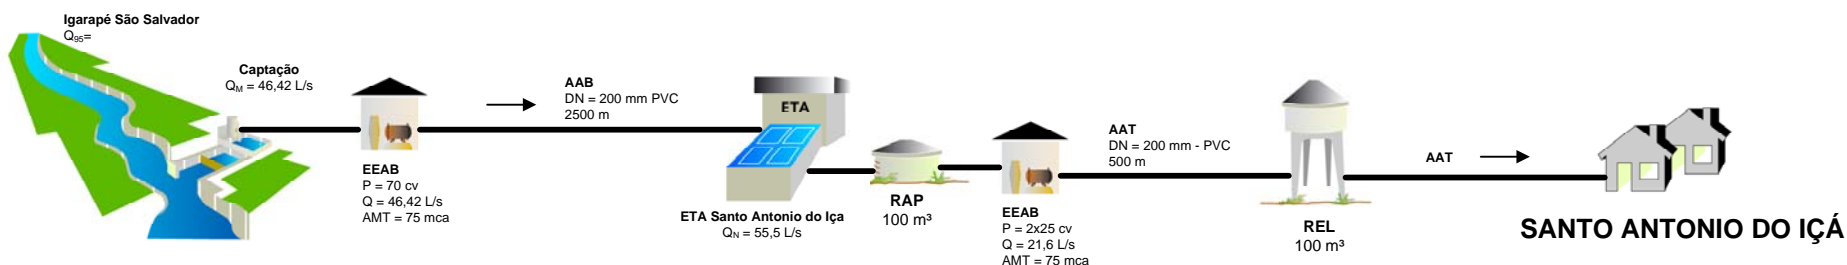 Igarapé São Salvador
Q95=
Captação
QM = 46,42 L/s
EEAB
P = 70 cv
Q = 46,42 L/s
AMT = 75 mca
AAB
DN = 200 mm PVC
2500 m
ETA
ETA Santo Antonio do Iça
QN = 55,5 L/s
RAP
100 m³
EEAB
P = 2x25 cv
Q = 21,6 L/s
AMT = 75 mca
AAT
DN = 200 mm - PVC
500 m
REL
100 m³
AAT
SANTO ANTONIO DO IÇÁ